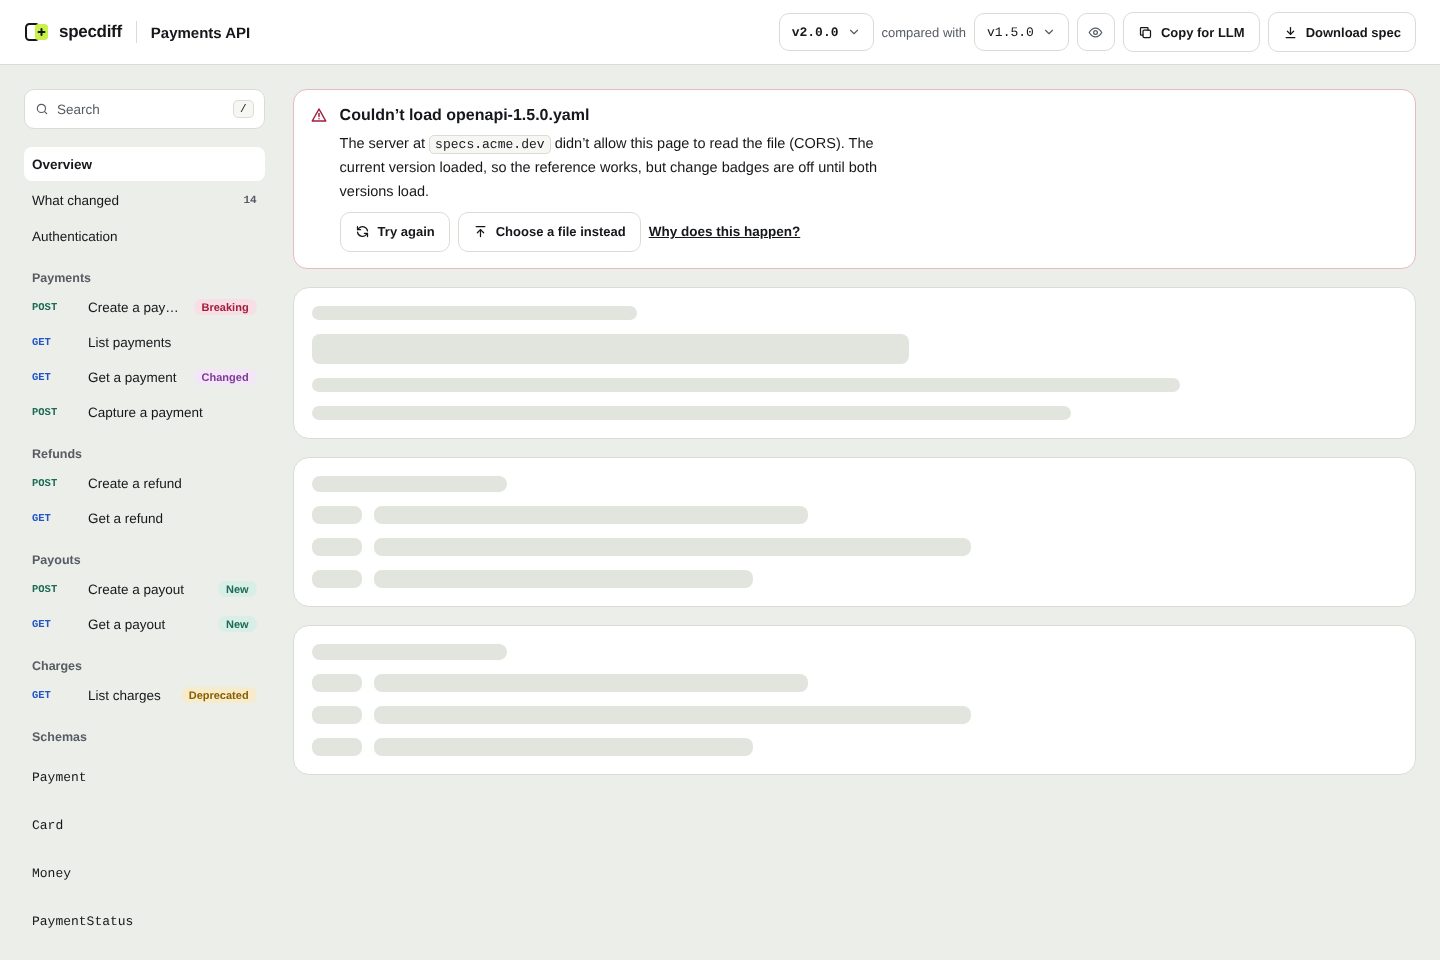 specdiff
Payments API
v2.0.0
compared with
v1.5.0
Copy for LLM
Download spec
Search
/
Overview
What changed 14
Authentication
Payments
POST Create a pay… Breaking
GET List payments
GET Get a payment Changed
POST Capture a payment
Refunds
POST Create a refund
GET Get a refund
Payouts
POST Create a payout New
GET Get a payout New
Charges
GET List charges Deprecated
Schemas
Payment
Card
Money
PaymentStatus
Couldn’t load openapi-1.5.0.yaml
The server at specs.acme.dev didn’t allow this page to read the file (CORS). The
current version loaded, so the reference works, but change badges are off until both
versions load.
Try again
Choose a file instead
Why does this happen?